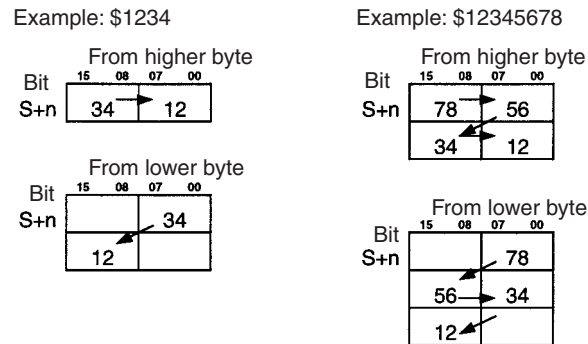 Example: $1234
From higher byte
Bit 15 08 07 00
S+n 34 12
From lower byte
Bit 15 08 07 00
S+n 34
12
Example: $12345678
From higher byte
Bit 15 08 07 00
S+n 78 56
34 12
From lower byte
Bit 15 08 07 00
S+n 78
56 34
12